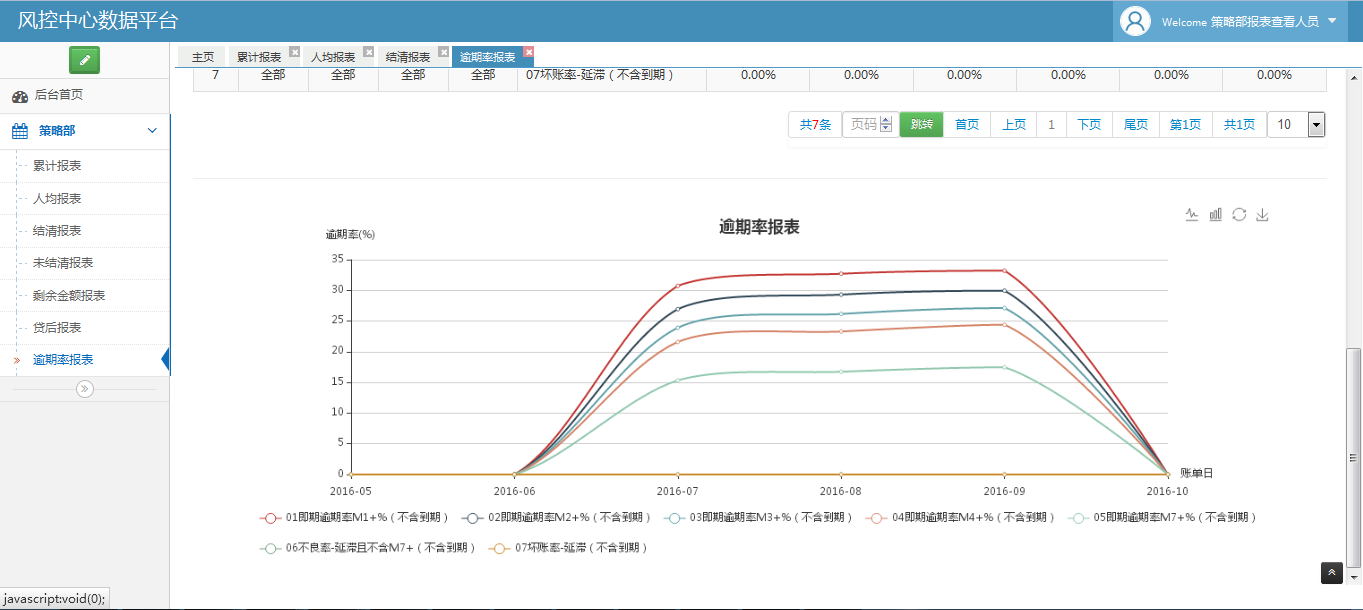 风控中心数据平台
Welcome 策略部报表查看人员
主页 累计报表 人均报表 结清报表 逾期率报表
后台首页
策略部
累计报表
人均报表
结清报表
未结清报表
剩余金额报表
贷后报表
逾期率报表
7 全部 全部 全部 全部 07坏账率-延滞（不含到期） 0.00% 0.00% 0.00% 0.00% 0.00% 0.00%
共7条 页码 跳转 首页 上页 1 下页 尾页 第1页 共1页 10
逾期率报表
逾期率(%)
35
30
25
20
15
10
5
0
账单日
2016-05 2016-06 2016-07 2016-08 2016-09 2016-10
01即期逾期率M1+%（不含到期） 02即期逾期率M2+%（不含到期） 03即期逾期率M3+%（不含到期） 04即期逾期率M4+%（不含到期） 05即期逾期率M7+%（不含到期）
06不良率-延滞且不含M7+（不含到期） 07坏账率-延滞（不含到期）
javascript:void(0);